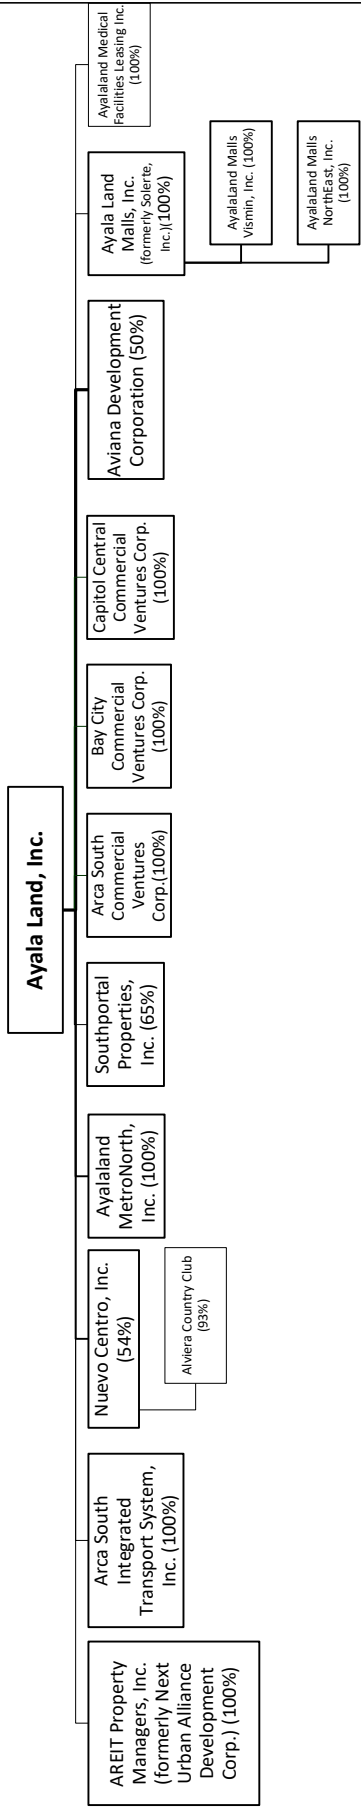 Ayala Land, Inc.
AREIT Property
Managers, Inc.
(formerly Next
Urban Alliance
Development
Corp.) (100%)
Arca South
Integrated
Transport System,
Inc. (100%)
Nuevo Centro, Inc.
(54%)
Alviera Country Club
(93%)
Ayalaland
MetroNorth,
Inc. (100%)
Southportal
Properties,
Inc. (65%)
Arca South
Commercial
Ventures
Corp.(100%)
Bay City
Commercial
Ventures Corp.
(100%)
Capitol Central
Commercial
Ventures Corp.
(100%)
Aviana Development
Corporation (50%)
Ayala Land
Malls, Inc.
(formerly Solerte,
Inc.)(100%)
AyalaLand Malls
Vismin, Inc. (100%)
AyalaLand Malls
NorthEast, Inc.
(100%)
Ayalaland Medical
Facilities Leasing Inc.
(100%)